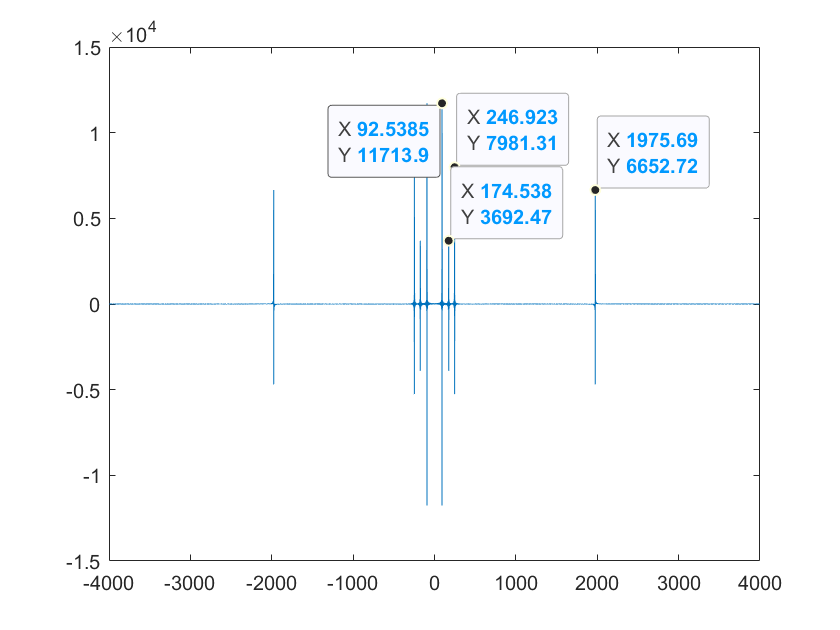 ×10⁴
1.5
1
0.5
0
-0.5
-1
-1.5
X 92.5385
Y 11713.9
X 246.923
Y 7981.31
X 174.538
Y 3692.47
X 1975.69
Y 6652.72
-4000 -3000 -2000 -1000 0 1000 2000 3000 4000